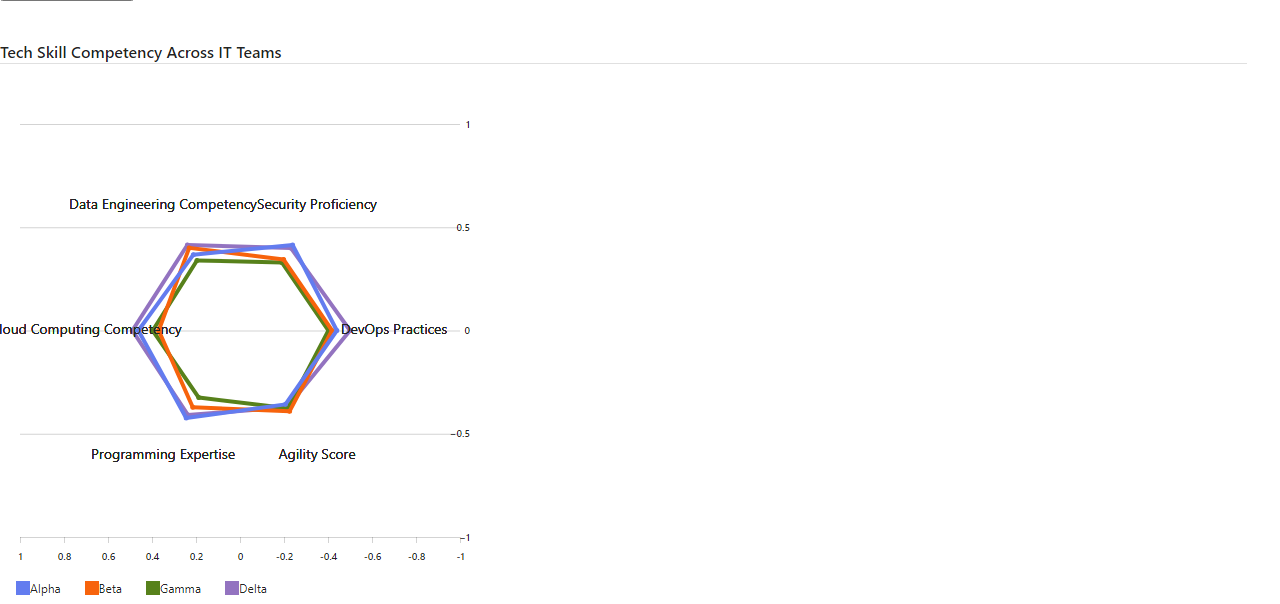 Tech Skill Competency Across IT Teams
1
Data Engineering Competency Security Proficiency
0.5
loud Computing Competency DevOps Practices 0
-0.5
Programming Expertise Agility Score
-1
1 0.8 0.6 0.4 0.2 0 -0.2 -0.4 -0.6 -0.8 -1
Alpha Beta Gamma Delta